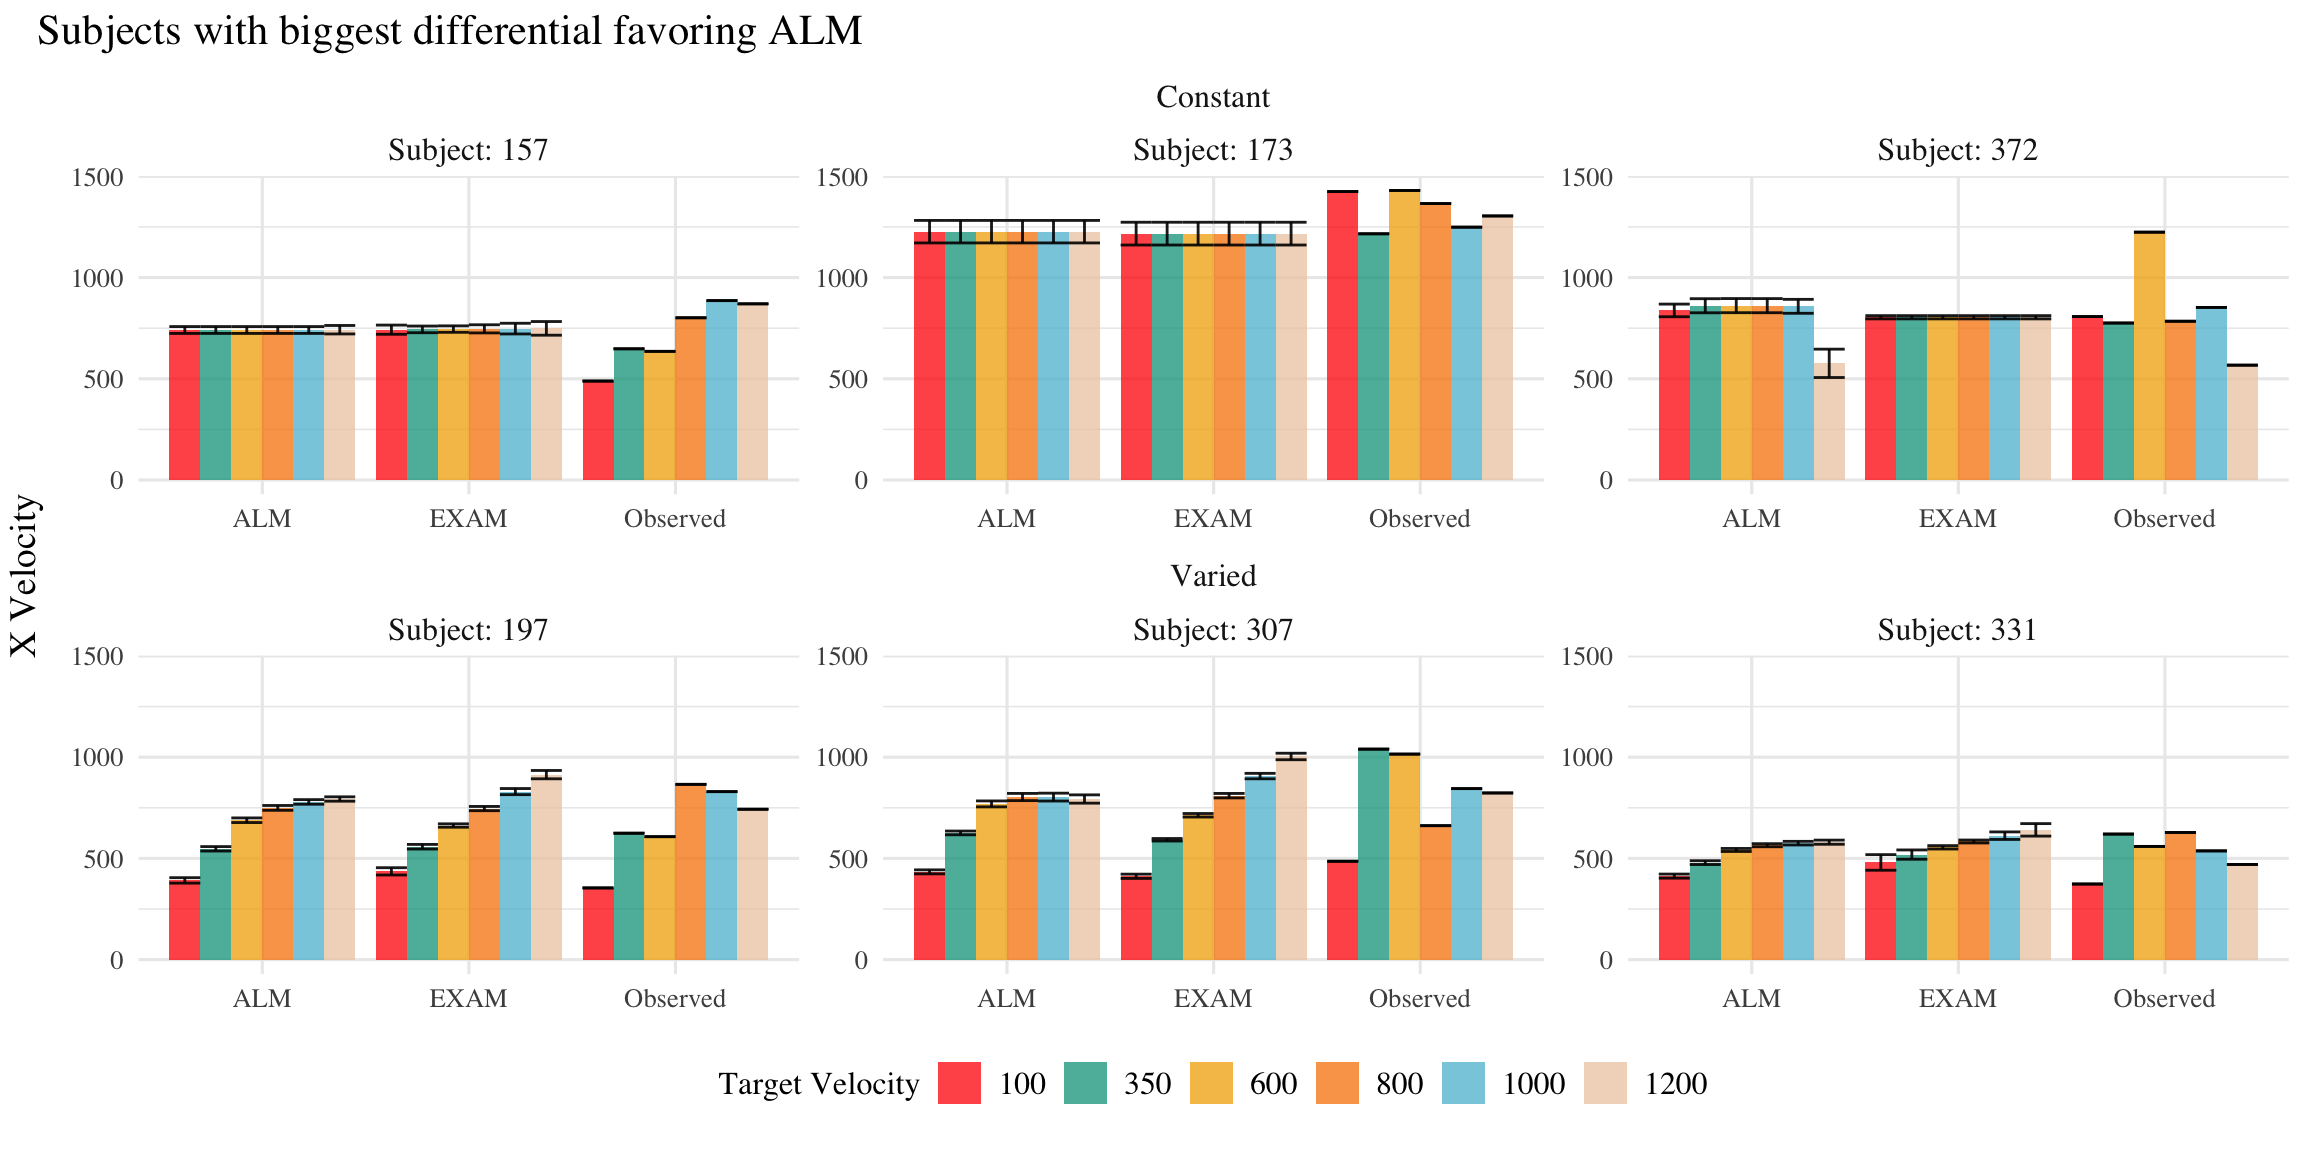 Subjects with biggest differential favoring ALM
Constant
Subject: 157
Subject: 173
Subject: 372
1500
1000
500
0
1500
1000
500
0
1500
1000
500
0
ALM EXAM Observed
ALM EXAM Observed
ALM EXAM Observed
X Velocity
Varied
Subject: 197
Subject: 307
Subject: 331
1500
1000
500
0
1500
1000
500
0
1500
1000
500
0
ALM EXAM Observed
ALM EXAM Observed
ALM EXAM Observed
Target Velocity 100 350 600 800 1000 1200